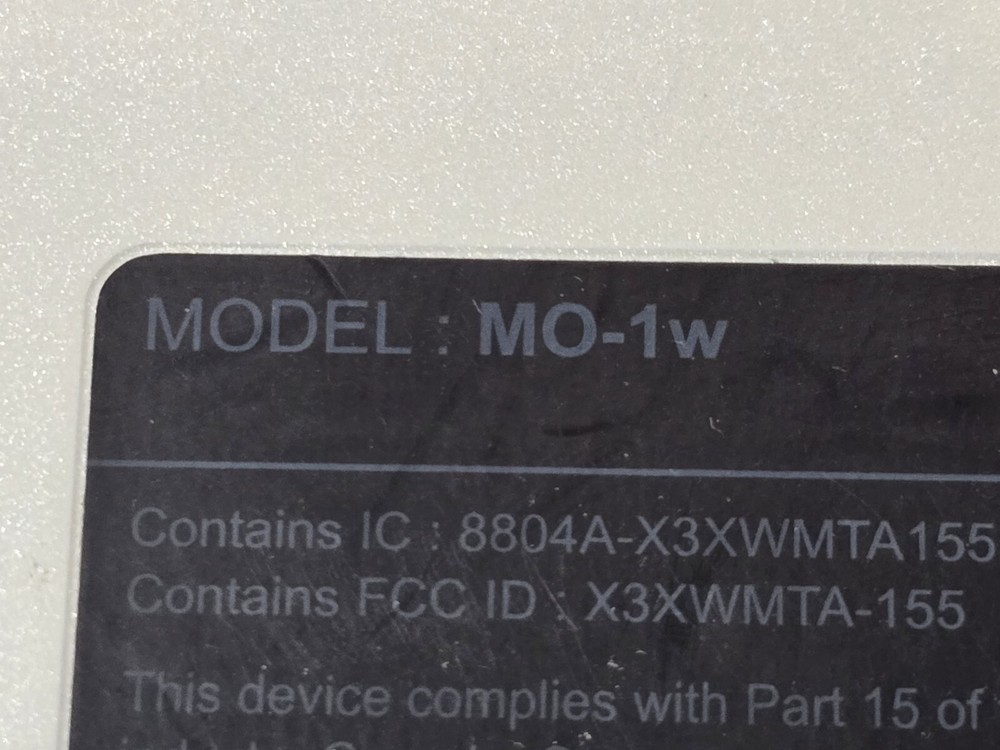 MODEL : MO-1w
Contains IC : 8804A-X3XWMTA155
Contains FCC ID : X3XWMTA-155
This device complies with Part 15 of